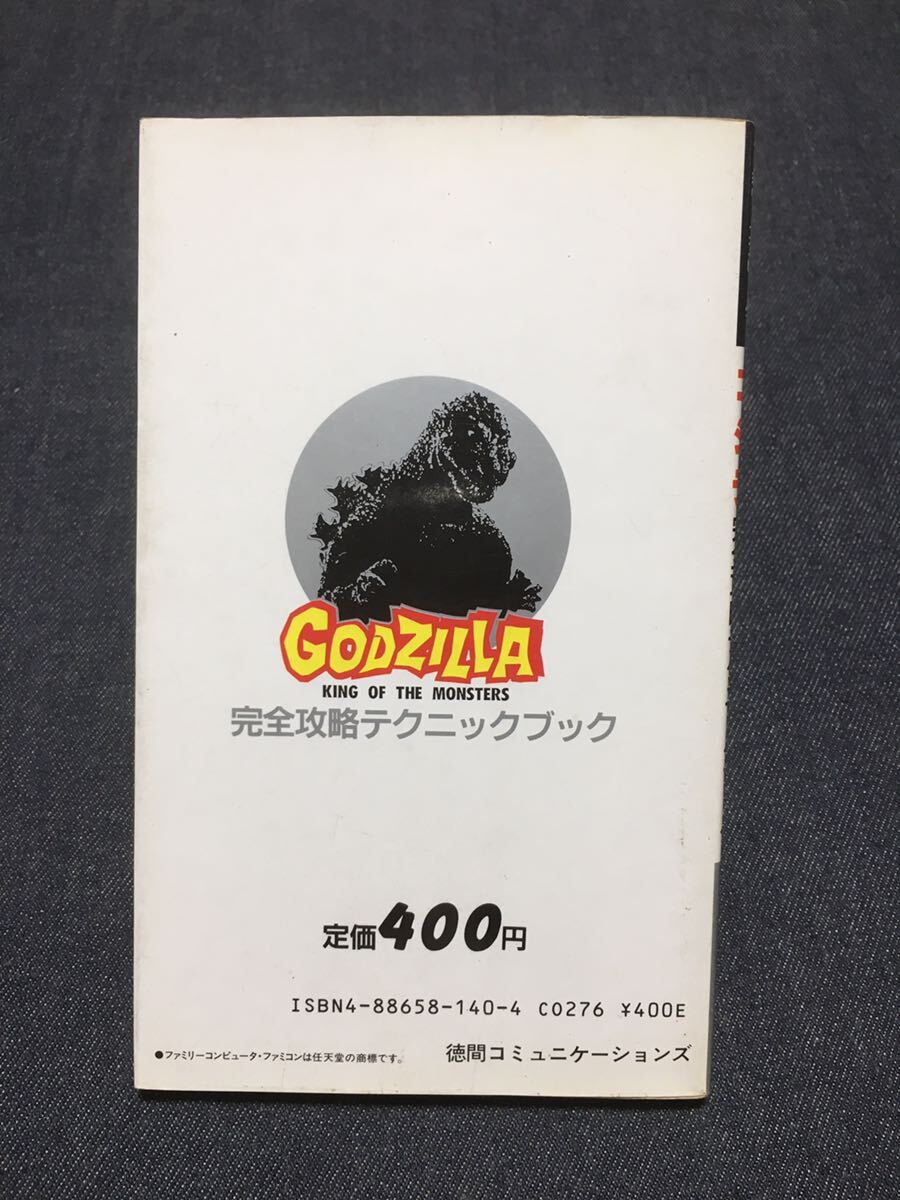 GODZILLA
KING OF THE MONSTERS
完全攻略テクニックブック
定価400円
ISBN4-88658-140-4 C0276 ¥400E
●ファミリーコンピュータ・ファミコンは任天堂の商標です。
徳間コミュニケーションズ